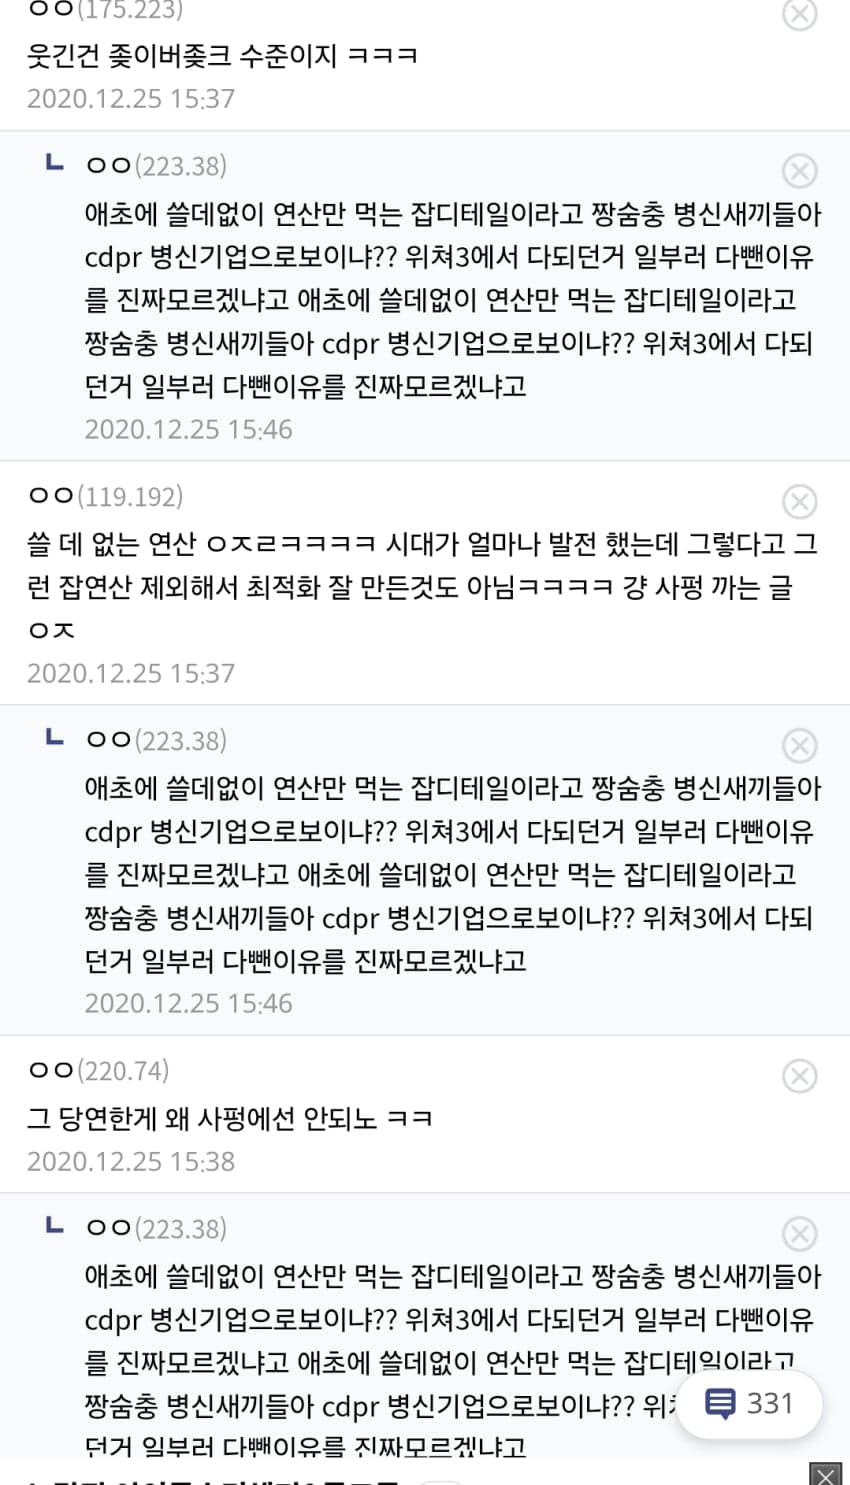 ㅇㅇ(175.223)
웃긴건 좆이버좆크 수준이지 ㅋㅋㅋ
2020.12.25 15:37
ㄴ ㅇㅇ(223.38)
애초에 쓸데없이 연산만 먹는 잡디테일이라고 짱숨충 병신새끼들아
cdpr 병신기업으로보이냐?? 위쳐3에서 다되던거 일부러 다뺀이유
를 진짜모르겠냐고 애초에 쓸데없이 연산만 먹는 잡디테일이라고
짱숨충 병신새끼들아 cdpr 병신기업으로보이냐?? 위쳐3에서 다되
던거 일부러 다뺀이유를 진짜모르겠냐고
2020.12.25 15:46
ㅇㅇ(119.192)
쓸 데 없는 연산 ㅇㅈㄹㅋㅋㅋㅋ 시대가 얼마나 발전 했는데 그렇다고 그
런 잡연산 제외해서 최적화 잘 만든것도 아님ㅋㅋㅋㅋ 걍 사펑 까는 글
ㅇㅈ
2020.12.25 15:37
ㄴ ㅇㅇ(223.38)
애초에 쓸데없이 연산만 먹는 잡디테일이라고 짱숨충 병신새끼들아
cdpr 병신기업으로보이냐?? 위쳐3에서 다되던거 일부러 다뺀이유
를 진짜모르겠냐고 애초에 쓸데없이 연산만 먹는 잡디테일이라고
짱숨충 병신새끼들아 cdpr 병신기업으로보이냐?? 위쳐3에서 다되
던거 일부러 다뺀이유를 진짜모르겠냐고
2020.12.25 15:46
ㅇㅇ(220.74)
그 당연한게 왜 사펑에선 안되노 ㅋㅋ
2020.12.25 15:38
ㄴ ㅇㅇ(223.38)
애초에 쓸데없이 연산만 먹는 잡디테일이라고 짱숨충 병신새끼들아
cdpr 병신기업으로보이냐?? 위쳐3에서 다되던거 일부러 다뺀이유
를 진짜모르겠냐고 애초에 쓸데없이 연산만 먹는 잡디테일이라고
짱숨충 병신새끼들아 cdpr 병신기업으로보이냐??
331
던거 일부러 다뺀이유를 진짜모르겠냐고